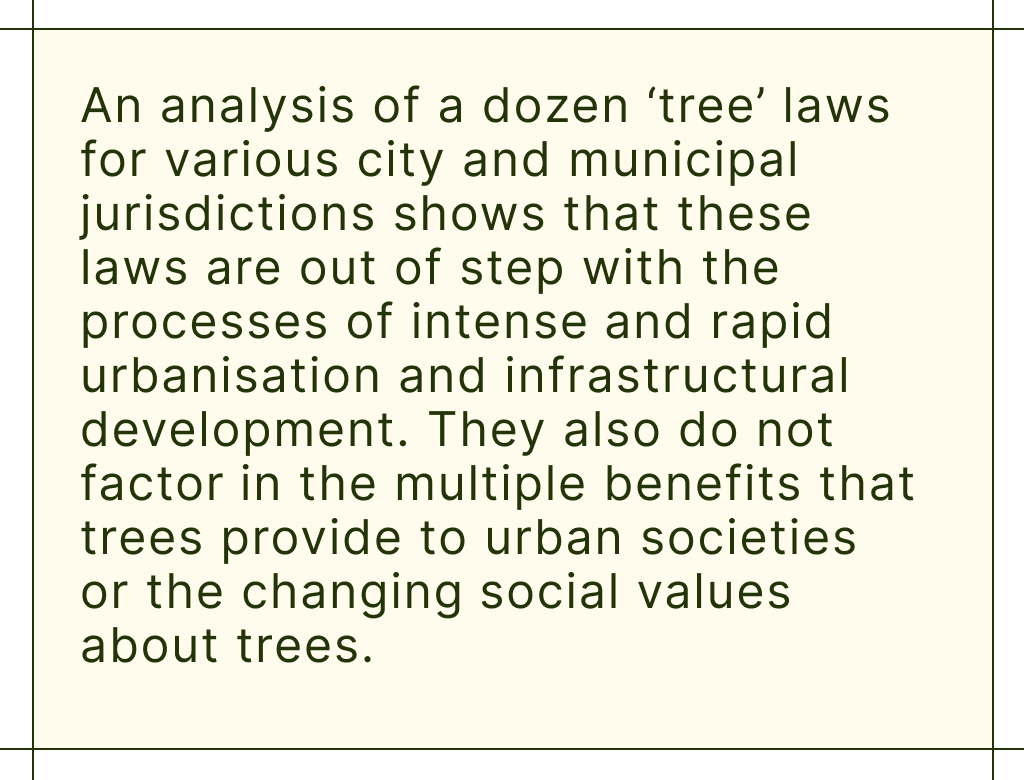 An analysis of a dozen ‘tree’ laws
for various city and municipal
jurisdictions shows that these
laws are out of step with the
processes of intense and rapid
urbanisation and infrastructural
development. They also do not
factor in the multiple benefits that
trees provide to urban societies
or the changing social values
about trees.